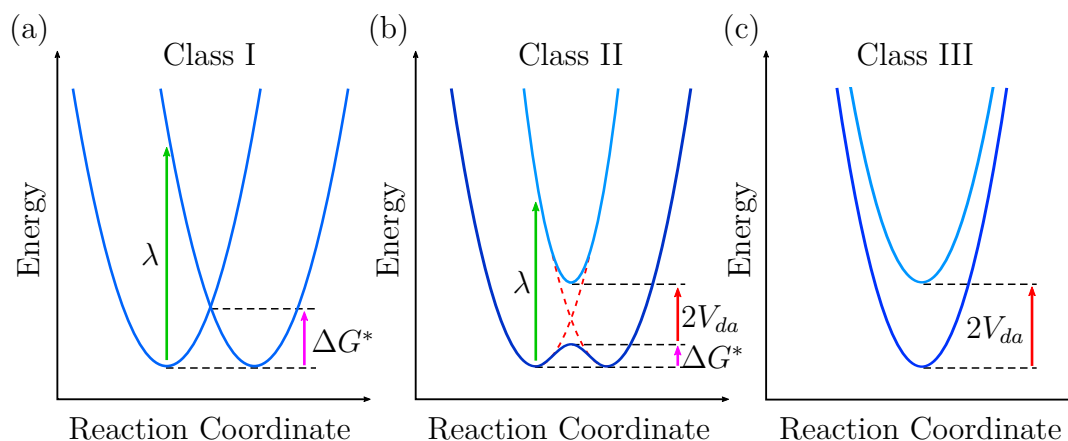 (a)
Class I
Energy
λ
ΔG*
Reaction Coordinate
(b)
Class II
Energy
λ
2V_da
ΔG*
Reaction Coordinate
(c)
Class III
Energy
2V_da
Reaction Coordinate